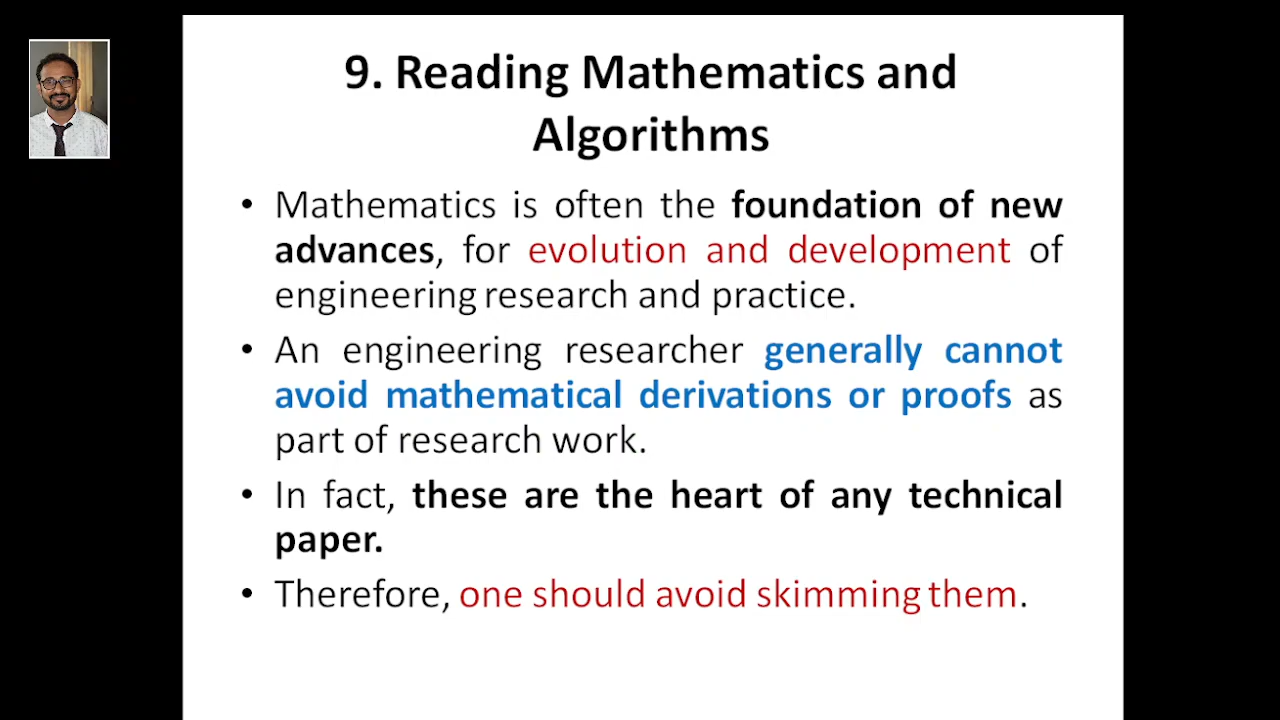 9. Reading Mathematics and
Algorithms
• Mathematics is often the foundation of new
advances, for evolution and development of
engineering research and practice.
• An engineering researcher generally cannot
avoid mathematical derivations or proofs as
part of research work.
• In fact, these are the heart of any technical
paper.
• Therefore, one should avoid skimming them.